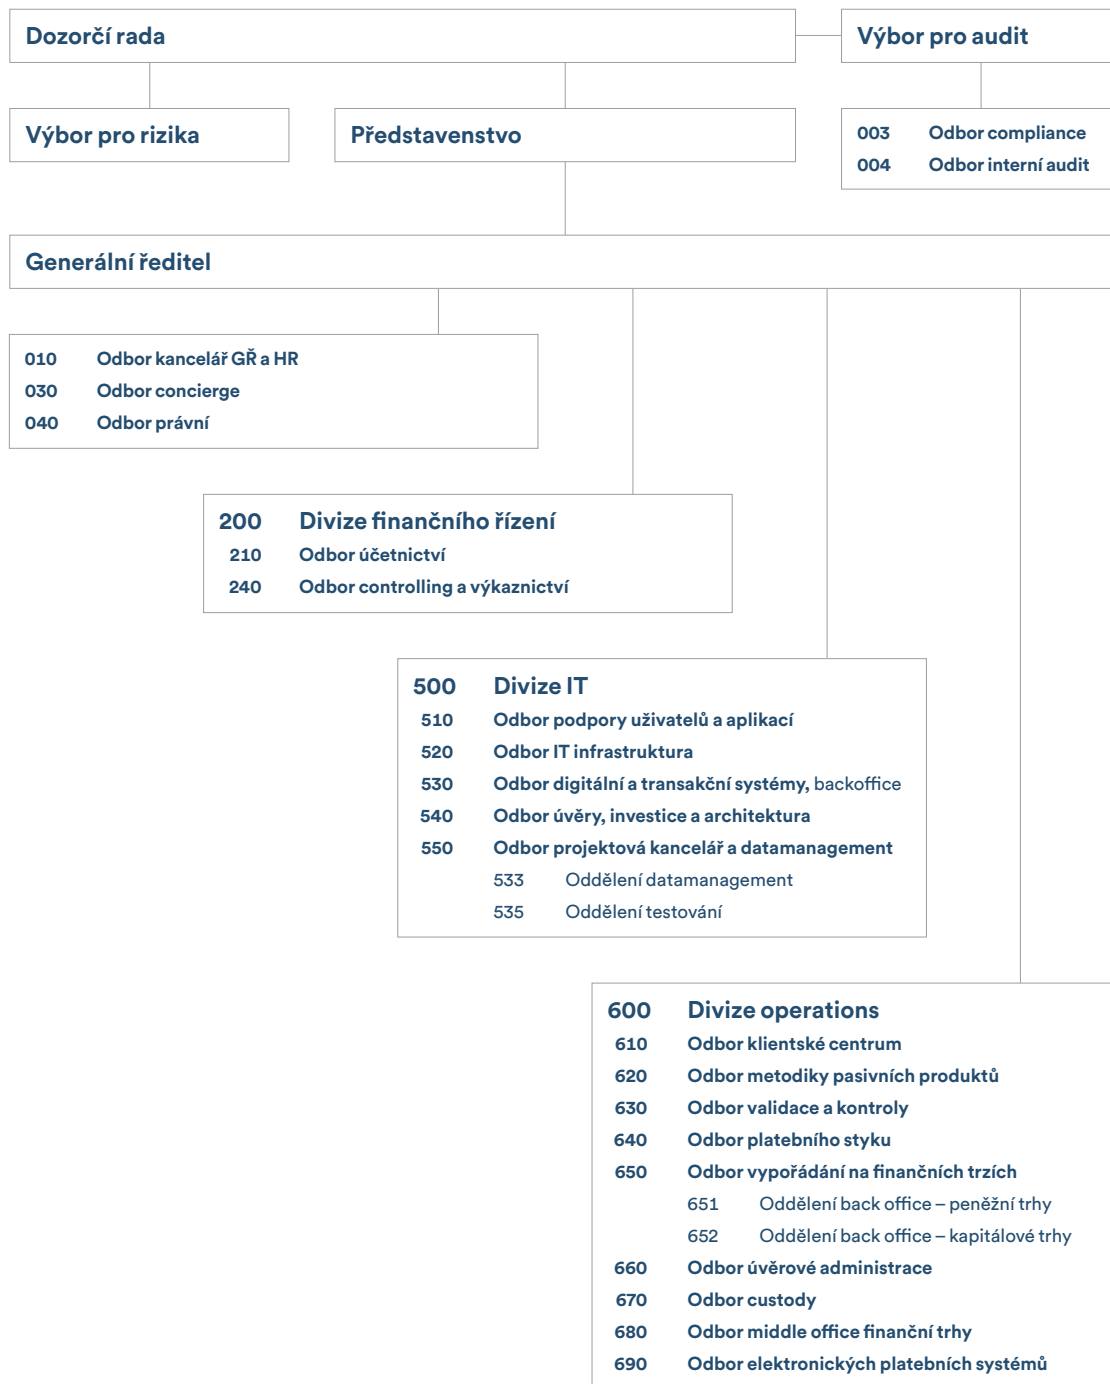 Dozorčí rada
Výbor pro audit
Výbor pro rizika
Představenstvo
003 Odbor compliance
004 Odbor interní audit
Generální ředitel
010 Odbor kancelář GŘ a HR
030 Odbor concierge
040 Odbor právní
200 Divize finančního řízení
210 Odbor účetnictví
240 Odbor controlling a výkaznictví
500 Divize IT
510 Odbor podpory uživatelů a aplikací
520 Odbor IT infrastruktura
530 Odbor digitální a transakční systémy, backoffice
540 Odbor úvěry, investice a architektura
550 Odbor projektová kancelář a datamanagement
533 Oddělení datamanagement
535 Oddělení testování
600 Divize operations
610 Odbor klientské centrum
620 Odbor metodiky pasivních produktů
630 Odbor validace a kontroly
640 Odbor platebního styku
650 Odbor vypořádání na finančních trzích
651 Oddělení back office – peněžní trhy
652 Oddělení back office – kapitálové trhy
660 Odbor úvěrové administrace
670 Odbor custody
680 Odbor middle office finanční trhy
690 Odbor elektronických platebních systémů